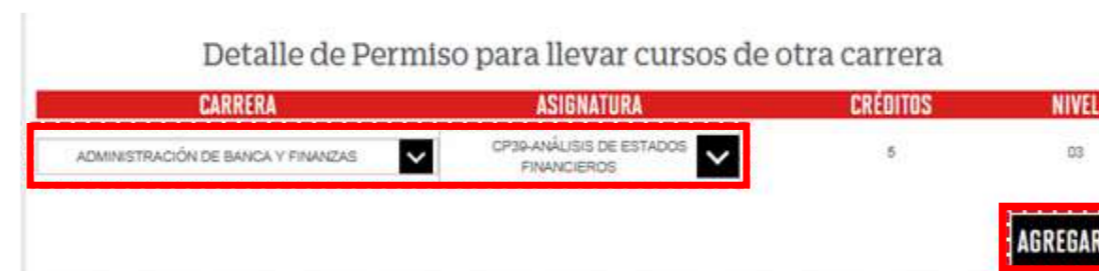 Detalle de Permiso para llevar cursos de otra carrera
CARRERA ASIGNATURA CRÉDITOS NIVEL
ADMINISTRACIÓN DE BANCA Y FINANZAS CP39-ANÁLISIS DE ESTADOS FINANCIEROS 5 03
AGREGAR